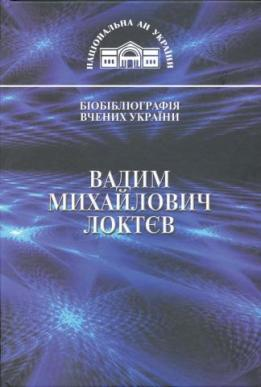 НАЦІОНАЛЬНА АН УКРАЇНИ
БІОБІБЛІОГРАФІЯ
ВЧЕНИХ УКРАЇНИ
ВАДИМ
МИХАЙЛОВИЧ
ЛОКТЄВ